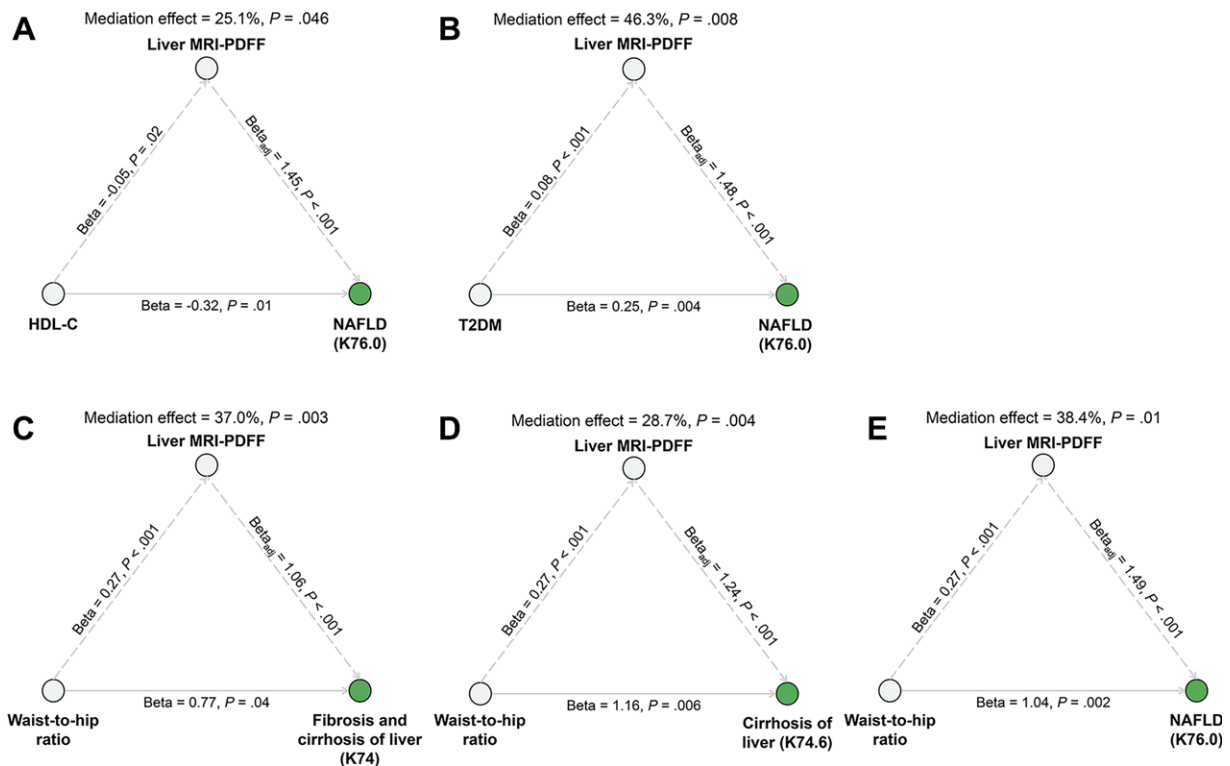 A
Mediation effect = 25.1%, P = .046
Liver MRI-PDFF
Beta = -0.05, P = .02
Beta_adj = 1.45, P < .001
HDL-C
Beta = -0.32, P = .01
NAFLD
(K76.0)
B
Mediation effect = 46.3%, P = .008
Liver MRI-PDFF
Beta = 0.08, P < .001
Beta_adj = 1.48, P < .001
T2DM
Beta = 0.25, P = .004
NAFLD
(K76.0)
C
Mediation effect = 37.0%, P = .003
Liver MRI-PDFF
Beta = 0.27, P < .001
Beta_adj = 1.06, P < .001
Waist-to-hip
ratio
Beta = 0.77, P = .04
Fibrosis and
cirrhosis of liver
(K74)
D
Mediation effect = 28.7%, P = .004
Liver MRI-PDFF
Beta = 0.27, P < .001
Beta_adj = 1.24, P < .001
Waist-to-hip
ratio
Beta = 1.16, P = .006
Cirrhosis of
liver (K74.6)
E
Mediation effect = 38.4%, P = .01
Liver MRI-PDFF
Beta = 0.27, P < .001
Beta_adj = 1.49, P < .001
Waist-to-hip
ratio
Beta = 1.04, P = .002
NAFLD
(K76.0)